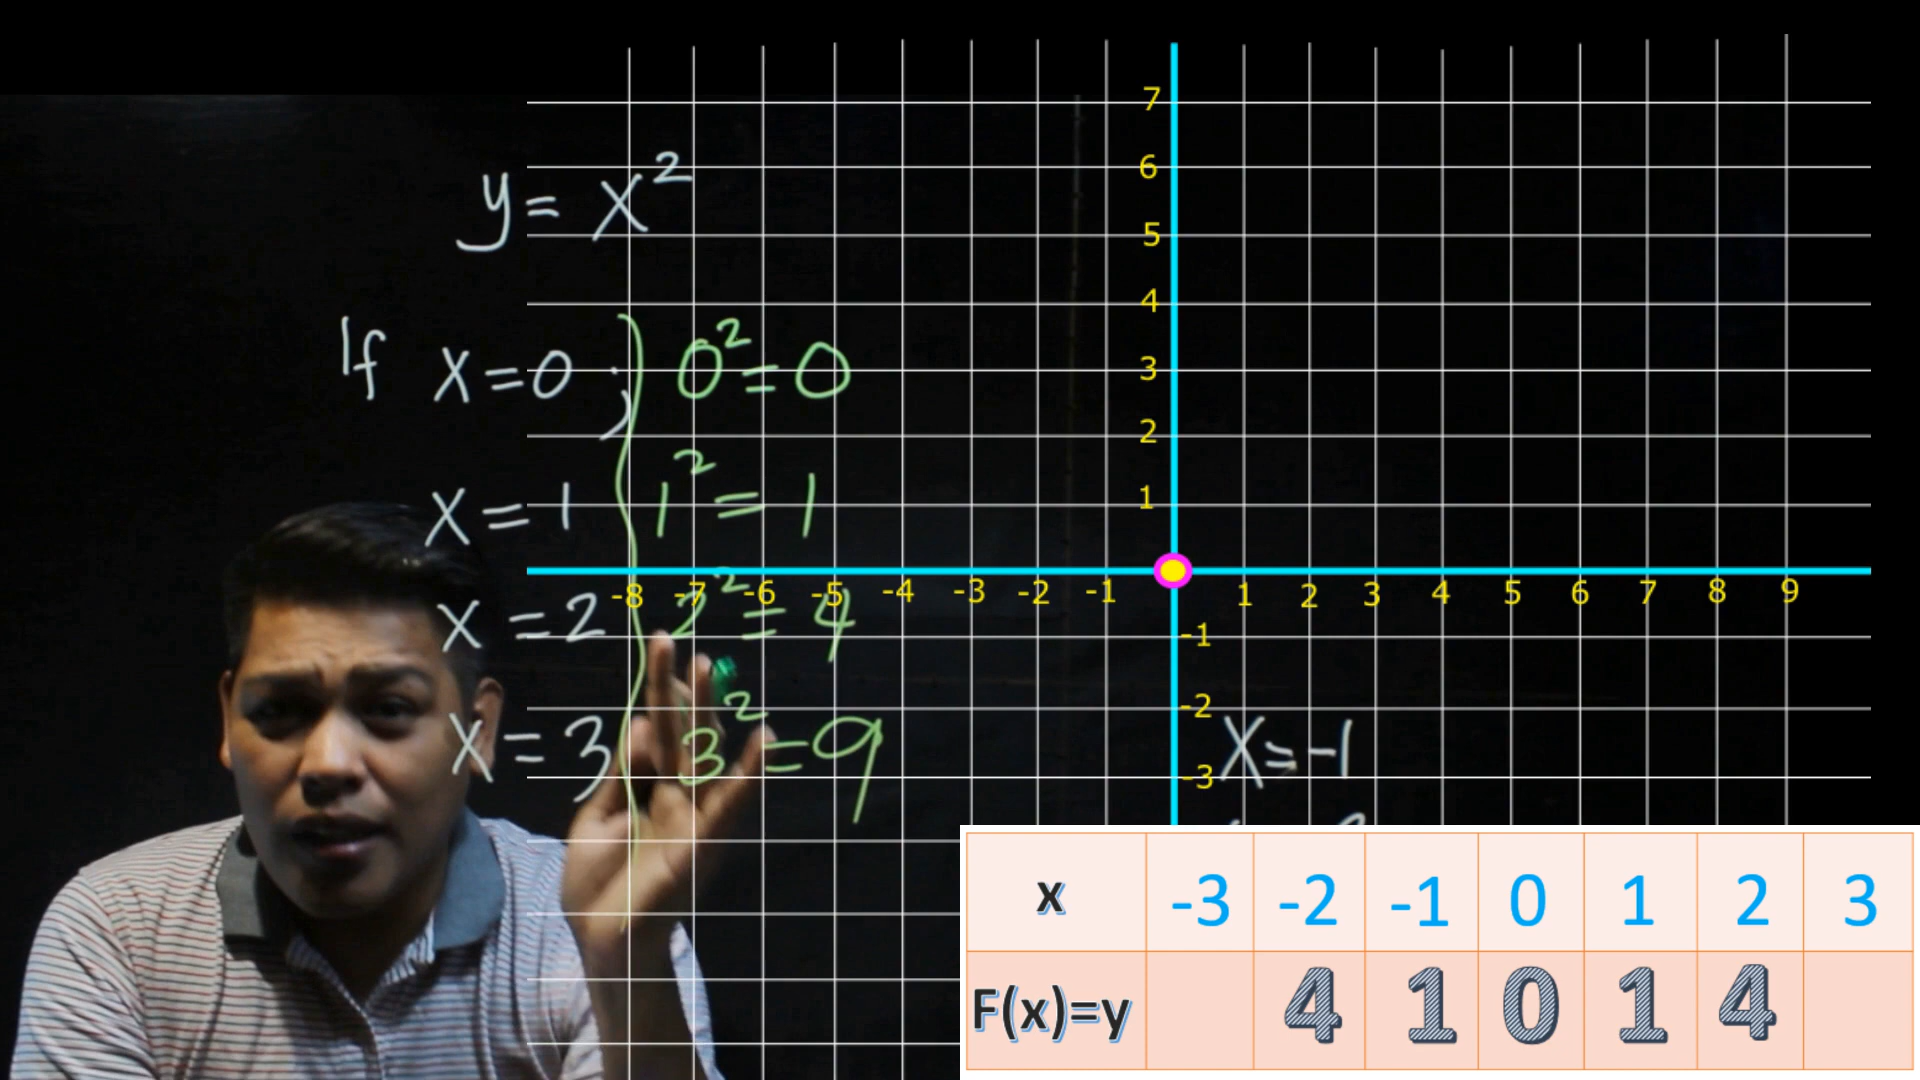 y = x²
If x = 0 ; 0² = 0
x = 1 1² = 1
x = 2 2² = 4
x = 3 3² = 9
7
6
5
4
3
2
1
-8 -7 -6 -5 -4 -3 -2 -1 1 2 3 4 5 6 7 8 9
-1
-2
-3
x = -1
x -3 -2 -1 0 1 2 3
F(x)=y 4 1 0 1 4